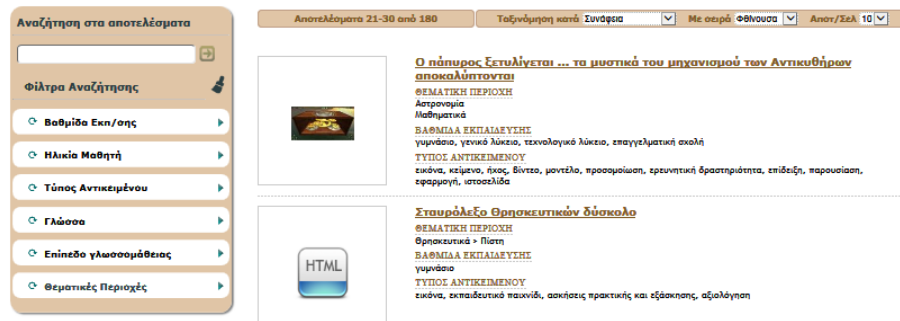 Αναζήτηση στα αποτελέσματα
Φίλτρα Αναζήτησης
Βαθμίδα Εκπ/σης
Ηλικία Μαθητή
Τύπος Αντικειμένου
Γλώσσα
Επίπεδο γλωσσομάθειας
Θεματικές Περιοχές
Αποτελέσματα 21-30 από 180 Ταξινόμηση κατά Συνάφεια Με σειρά Φθίνουσα Αποτ/Σελ 10
Ο πάπυρος ξετυλίγεται ... τα μυστικά του μηχανισμού των Αντικυθήρων
αποκαλύπτονται
ΘΕΜΑΤΙΚΗ ΠΕΡΙΟΧΗ
Αστρονομία
Μαθηματικά
ΒΑΘΜΙΔΑ ΕΚΠΑΙΔΕΥΣΗΣ
γυμνάσιο, γενικό λύκειο, τεχνολογικό λύκειο, επαγγελματική σχολή
ΤΥΠΟΣ ΑΝΤΙΚΕΙΜΕΝΟΥ
εικόνα, κείμενο, ήχος, βίντεο, μοντέλο, προσομοίωση, ερευνητική δραστηριότητα, επίδειξη, παρουσίαση,
εφαρμογή, ιστοσελίδα
HTML
Σταυρόλεξο Θρησκευτικών δύσκολο
ΘΕΜΑΤΙΚΗ ΠΕΡΙΟΧΗ
Θρησκευτικά > Πίστη
ΒΑΘΜΙΔΑ ΕΚΠΑΙΔΕΥΣΗΣ
γυμνάσιο
ΤΥΠΟΣ ΑΝΤΙΚΕΙΜΕΝΟΥ
εικόνα, εκπαιδευτικό παιχνίδι, ασκήσεις πρακτικής και εξάσκησης, αξιολόγηση